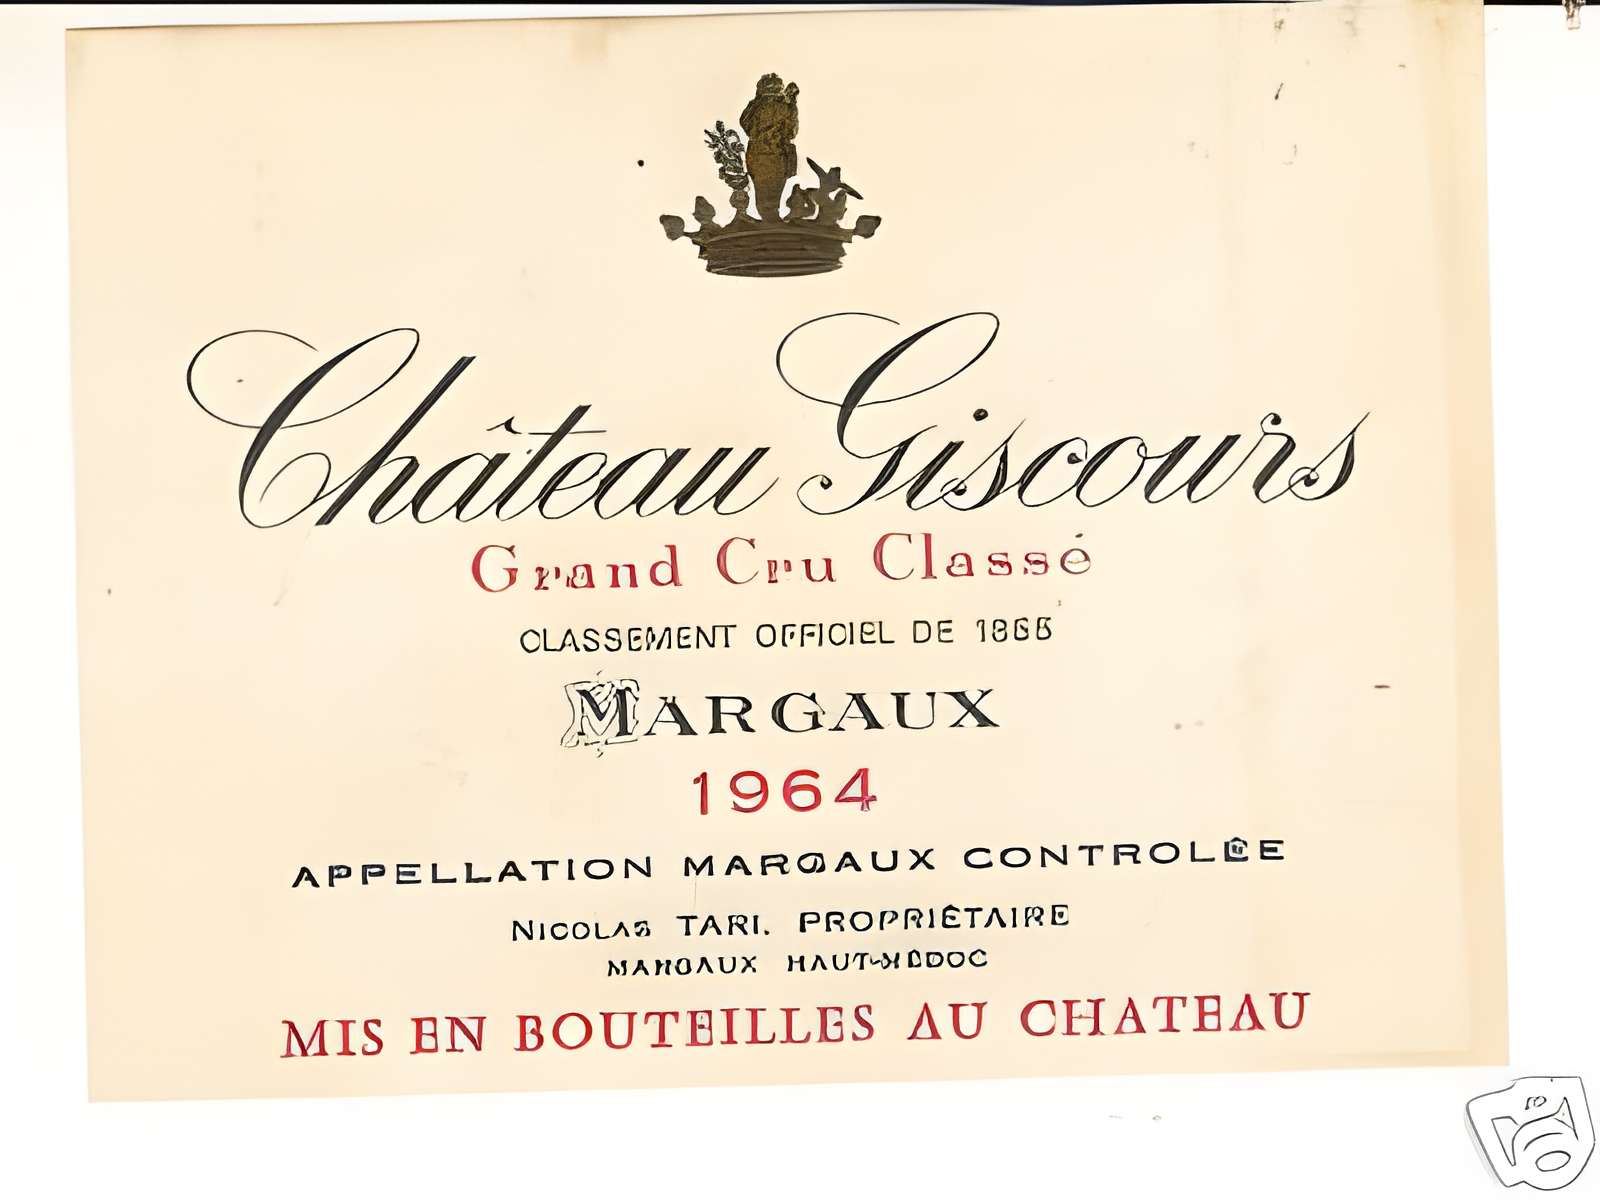 Château Giscours
Grand Cru Classé
CLASSEMENT OFFICIEL DE 1855
MARGAUX
1964
APPELLATION MARGAUX CONTROLÉE
NICOLAS TARI, PROPRIÉTAIRE
MARGAUX HAUT-MÉDOC
MIS EN BOUTEILLES AU CHATEAU